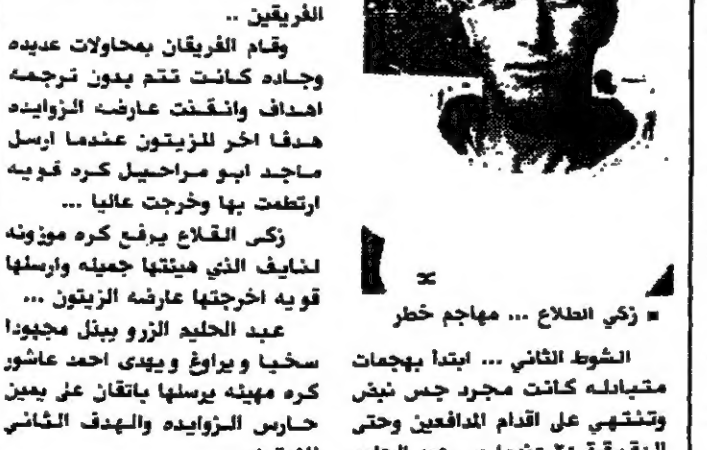 ■ زكي الطلاع ... مهاجم خطر
الشوط الثاني ... ابتدأ بهجمات
متبادله كانت مجرد جس نبض
وتنتهي على اقدام المدافعين وحتى
الفريقين ..
وقام الفريقان بمحاولات عديده
وجاده كانت تتم بدون ترجمه
اهداف وانقذت عارضه الزوايده
هدفا اخر للزيتون عندما ارسل
ماجد ابو مراحيل كره قويه
ارتطمت بها وخرجت عاليا ...
زكى القلاع يرفع كره موزونه
لنايف الذي هيئتها جميله وارسلها
قويه اخرجتها عارضه الزيتون ...
عبد الحليم الزرو ويبذل مجهودا
سخيا ويراوغ ويهدى احمد عاشور
كره مهيئه يرسلها باتقان على يمين
حارس الزوايده والهدف الثاني